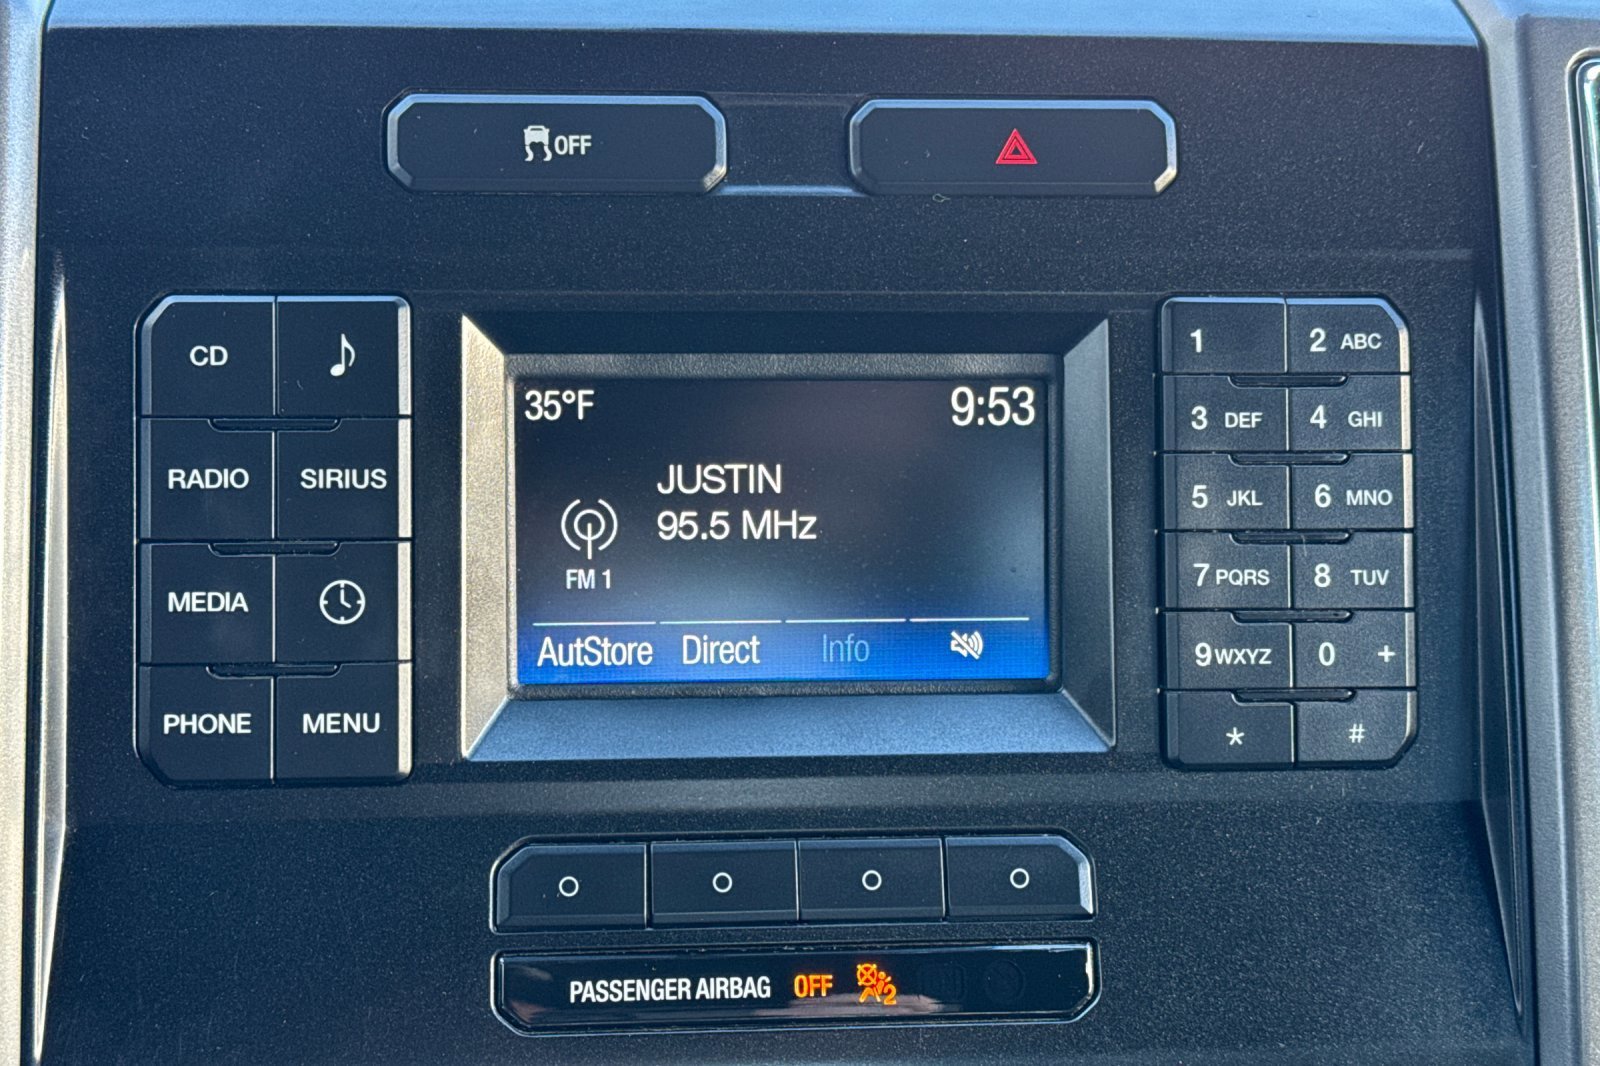 OFF
35°F 9:53
JUSTIN
95.5 MHz
FM 1
AutStore Direct Info
CD
RADIO SIRIUS
MEDIA
PHONE MENU
1 2 ABC
3 DEF 4 GHI
5 JKL 6 MNO
7 PQRS 8 TUV
9 WXYZ 0 +
* #
PASSENGER AIRBAG OFF 2